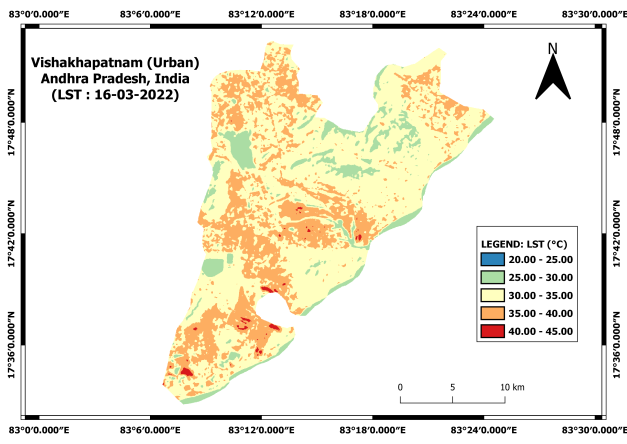 83°0'0.000"E 83°6'0.000"E 83°12'0.000"E 83°18'0.000"E 83°24'0.000"E 83°30'0.000"E
Vishakhapatnam (Urban)
Andhra Pradesh, India
(LST : 16-03-2022)
N
17°48'0.000"N
17°48'0.000"N
17°42'0.000"N
17°42'0.000"N
17°36'0.000"N
17°36'0.000"N
LEGEND: LST (°C)
20.00 - 25.00
25.00 - 30.00
30.00 - 35.00
35.00 - 40.00
40.00 - 45.00
0 5 10 km
83°0'0.000"E 83°6'0.000"E 83°12'0.000"E 83°18'0.000"E 83°24'0.000"E 83°30'0.000"E